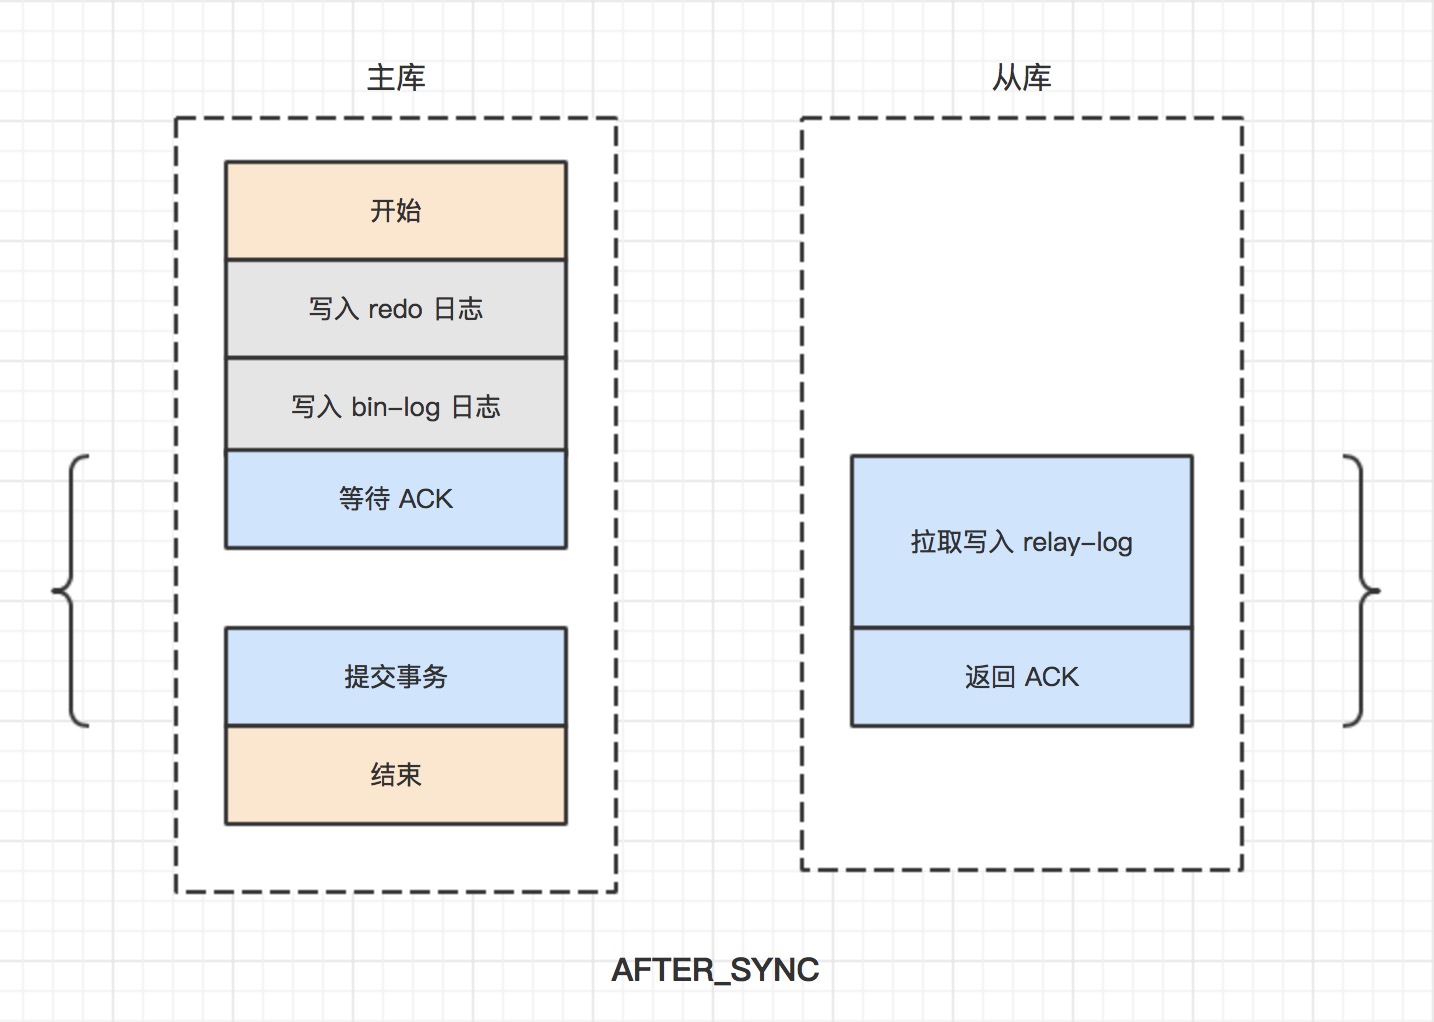 主库
从库
开始
写入 redo 日志
写入 bin-log 日志
等待 ACK
提交事务
结束
拉取写入 relay-log
返回 ACK
AFTER_SYNC